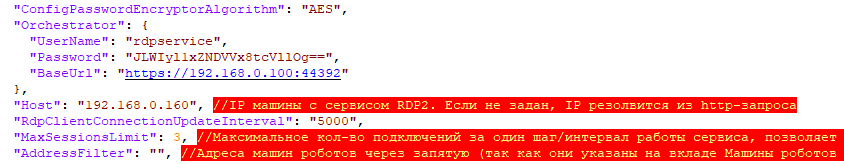 "ConfigPasswordEncryptorAlgorithm": "AES",
"Orchestrator": {
"UserName": "rdpservice",
"Password": "JLWIyl1xZNDVVx8tcVllOg==",
"BaseUrl": "https://192.168.0.100:44392"
},
"Host": "192.168.0.160", //IP машины с сервисом RDP2. Если не задан, IP резолвится из http-запроса
"RdpClientConnectionUpdateInterval": "5000",
"MaxSessionsLimit": 3, //Максимальное кол-во подключений за один шаг/интервал работы сервиса, позволяет
"AddressFilter": "", //Адреса машин роботов через запятую (так как они указаны на вкладе Машины роботов